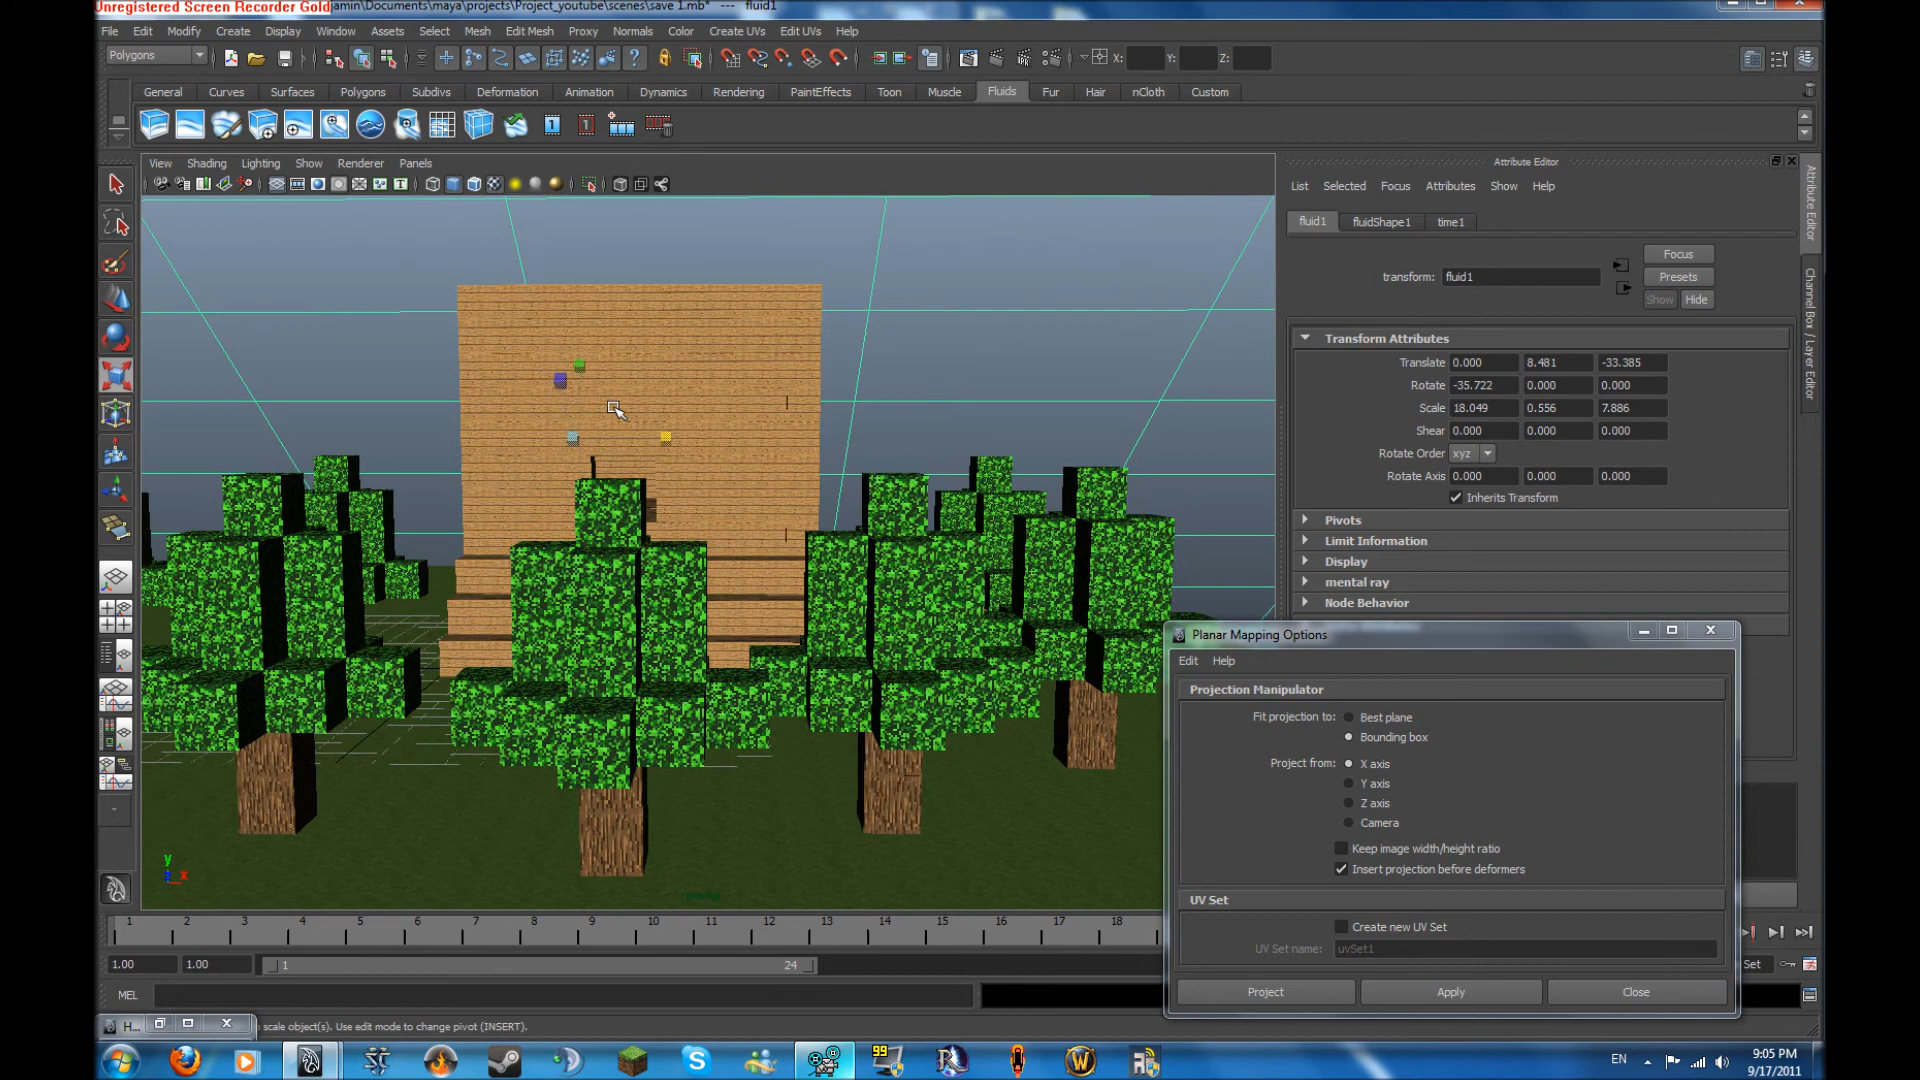 Unregistered Screen Recorder Gold
amin\Documents\maya\projects\Project_youtube\scenes\save 1.mb* --- fluid1
File Edit Modify Create Display Window Assets Select Mesh Edit Mesh Proxy Normals Color Create UVs Edit UVs Help
Polygons X: Y: Z:
General Curves Surfaces Polygons Subdivs Deformation Animation Dynamics Rendering PaintEffects Toon Muscle Fluids Fur Hair nCloth Custom
View Shading Lighting Show Renderer Panels
Attribute Editor
List Selected Focus Attributes Show Help
fluid1 fluidShape1 time1
Focus
transform: fluid1 Presets
Show Hide
Attribute Editor
Channel Box / Layer Editor
Transform Attributes
Translate 0.000 8.481 -33.385
Rotate -35.722 0.000 0.000
Scale 18.049 0.556 7.886
Shear 0.000 0.000 0.000
Rotate Order xyz
Rotate Axis 0.000 0.000 0.000
Inherits Transform
Pivots
Limit Information
Display
mental ray
Node Behavior
Planar Mapping Options
Edit Help
Projection Manipulator
Fit projection to: Best plane
Bounding box
Project from: X axis
Y axis
Z axis
Camera
Keep image width/height ratio
Insert projection before deformers
UV Set
Create new UV Set
UV Set name: uvSet1
Project Apply Close
y
x
1 2 3 4 5 6 7 8 9 10 11 12 13 14 15 16 17 18
1.00 1.00 1 24 Set
MEL
H... scale object(s). Use edit mode to change pivot (INSERT).
99
EN 9:05 PM
9/17/2011